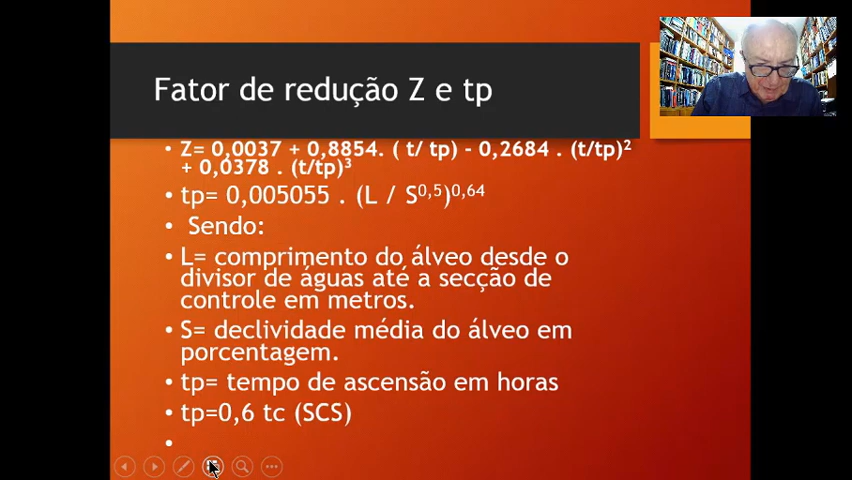 Fator de redução Z e tp
• Z= 0,0037 + 0,8854. ( t/ tp) - 0,2684 . (t/tp)²
+ 0,0378 . (t/tp)³
• tp= 0,005055 . (L / S⁰,⁵)⁰,⁶⁴
• Sendo:
• L= comprimento do álveo desde o
divisor de águas até a secção de
controle em metros.
• S= declividade média do álveo em
porcentagem.
• tp= tempo de ascensão em horas
• tp=0,6 tc (SCS)
•